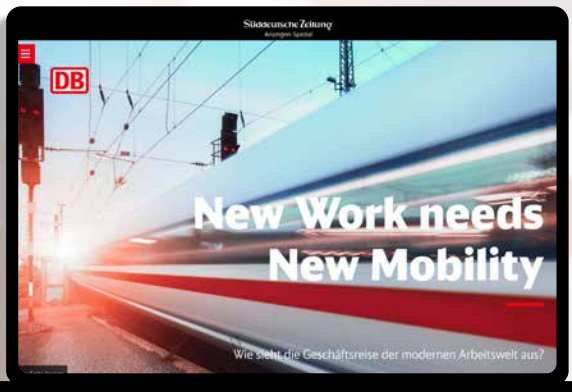 Süddeutsche Zeitung
Anzeigen Spezial
DB
New Work needs
New Mobility
Wie sieht die Geschäftsreise der modernen Arbeitswelt aus?